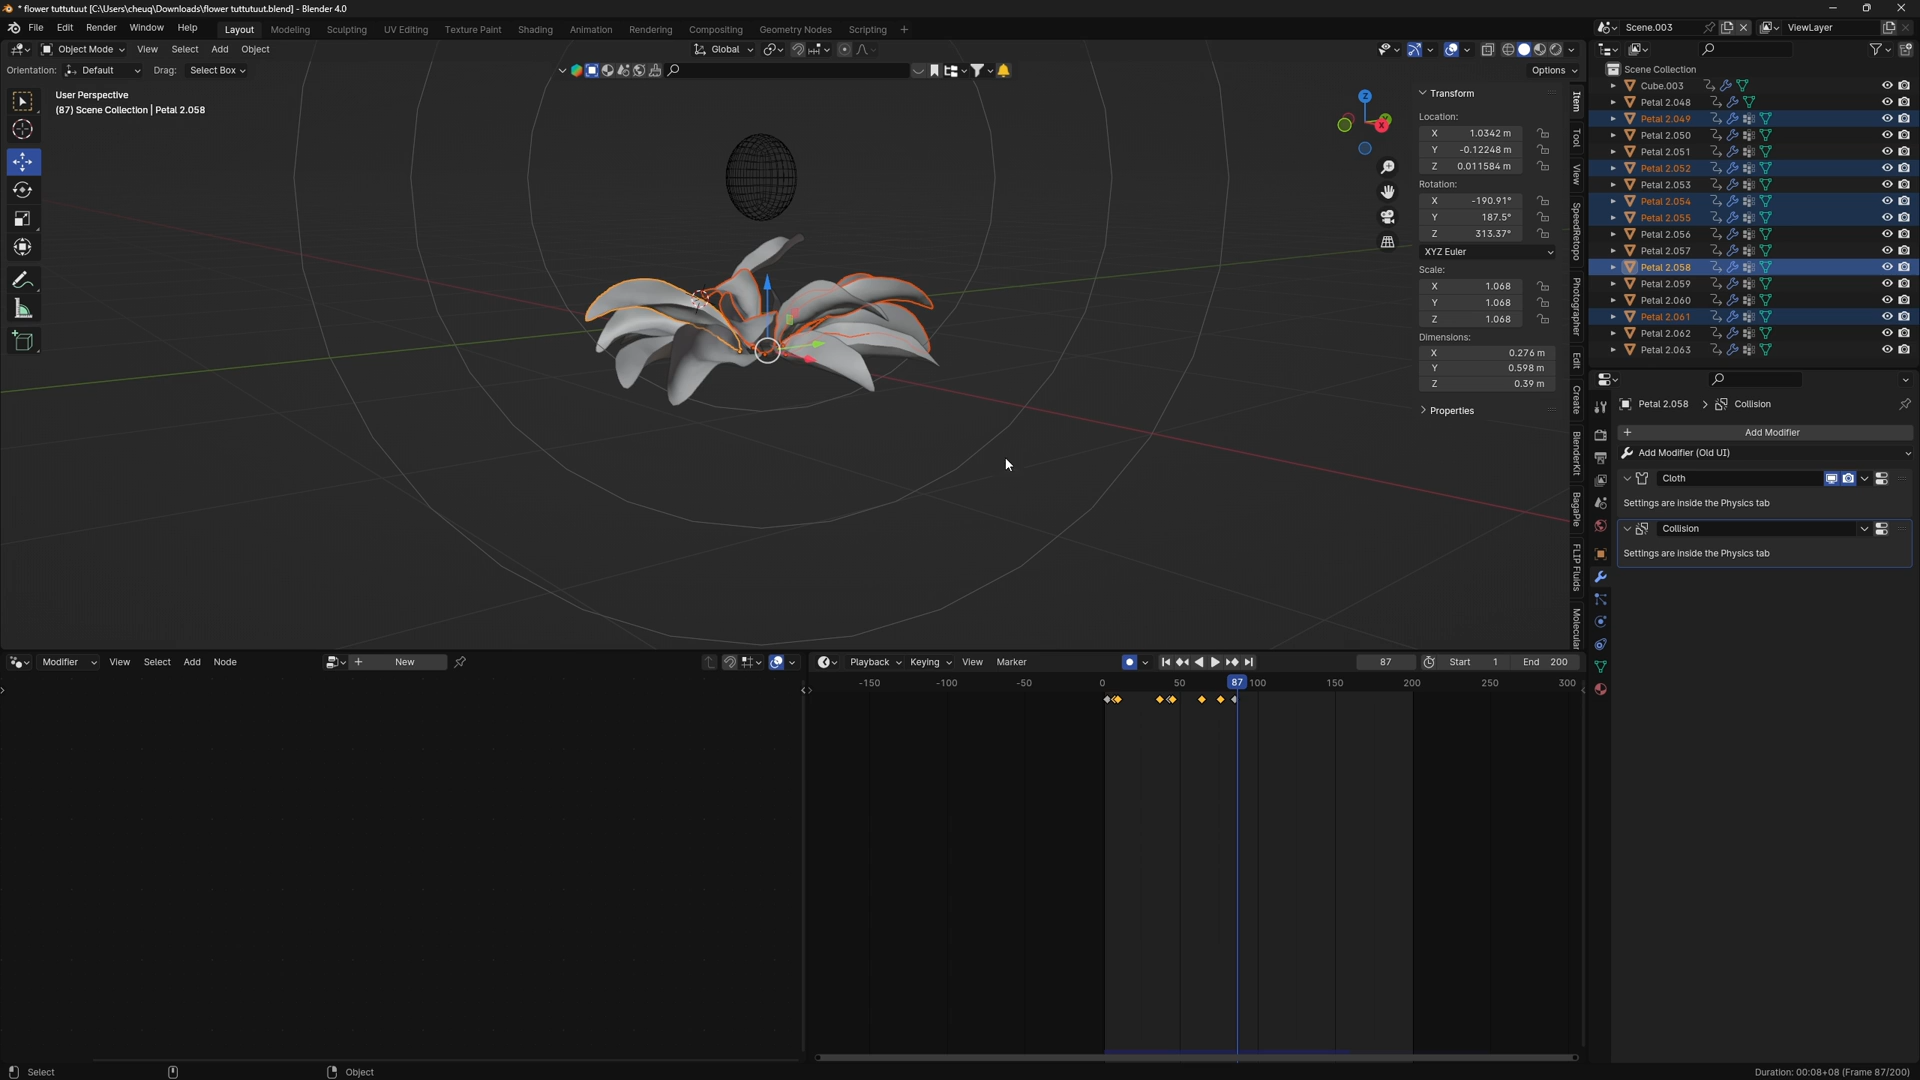 * flower tuttutuut [C:\Users\cheuq\Downloads\flower tuttutuut.blend] - Blender 4.0
File Edit Render Window Help Layout Modeling Sculpting UV Editing Texture Paint Shading Animation Rendering Compositing Geometry Nodes Scripting + Scene.003 ViewLayer
Object Mode View Select Add Object Global
Orientation: Default Drag: Select Box Options
User Perspective
(87) Scene Collection | Petal 2.058
Z
X
Transform
Location:
X 1.0342 m
Y -0.12248 m
Z 0.011584 m
Rotation:
X -190.91°
Y 187.5°
Z 313.37°
XYZ Euler
Scale:
X 1.068
Y 1.068
Z 1.068
Dimensions:
X 0.276 m
Y 0.598 m
Z 0.39 m
Properties
Item
Tool
View
SpeedRetopo
Photographer
Edit
Create
BlenderKit
BagaPie
FLIP Fluids
Molecular
Scene Collection
Cube.003
Petal 2.048
Petal 2.049
Petal 2.050
Petal 2.051
Petal 2.052
Petal 2.053
Petal 2.054
Petal 2.055
Petal 2.056
Petal 2.057
Petal 2.058
Petal 2.059
Petal 2.060
Petal 2.061
Petal 2.062
Petal 2.063
Petal 2.058 > Collision
+ Add Modifier
Add Modifier (Old UI)
Cloth
Settings are inside the Physics tab
Collision
Settings are inside the Physics tab
Modifier View Select Add Node + New
Playback Keying View Marker 87 Start 1 End 200
-150 -100 -50 0 50 87 100 150 200 250 300
Select Object Duration: 00:08+08 (Frame 87/200)